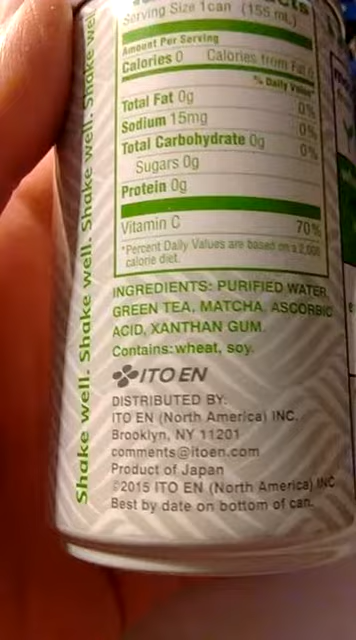 Serving Size 1can (155 mL)
Amount Per Serving
Calories 0 Calories from Fat 0
% Daily Value*
Total Fat 0g 0%
Sodium 15mg 0%
Total Carbohydrate 0g 0%
Sugars 0g
Protein 0g
Vitamin C 70%
*Percent Daily Values are based on a 2,000
calorie diet.
INGREDIENTS: PURIFIED WATER,
GREEN TEA, MATCHA, ASCORBIC
ACID, XANTHAN GUM.
Contains: wheat, soy.
ITO EN
DISTRIBUTED BY:
ITO EN (North America) INC.
Brooklyn, NY 11201
comments@itoen.com
Product of Japan
©2015 ITO EN (North America) INC
Best by date on bottom of can.
Shake well. Shake well. Shake well. Shake well. Shake well